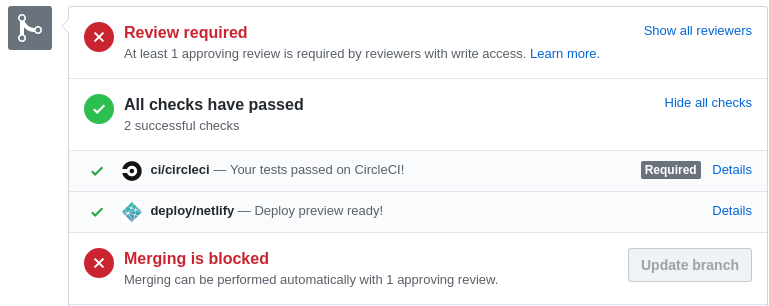 Review required
Show all reviewers
At least 1 approving review is required by reviewers with write access. Learn more.
All checks have passed
Hide all checks
2 successful checks
ci/circleci — Your tests passed on CircleCI!
Required
Details
deploy/netlify — Deploy preview ready!
Details
Merging is blocked
Update branch
Merging can be performed automatically with 1 approving review.